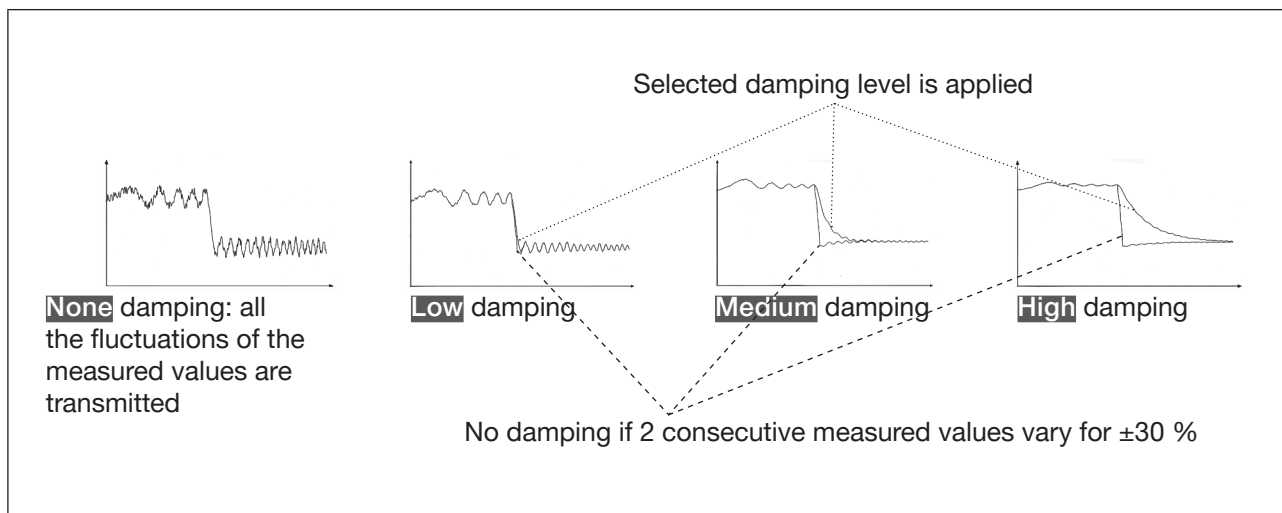 Selected damping level is applied
None damping: all
the fluctuations of the
measured values are
transmitted
Low damping
Medium damping
High damping
No damping if 2 consecutive measured values vary for ±30 %